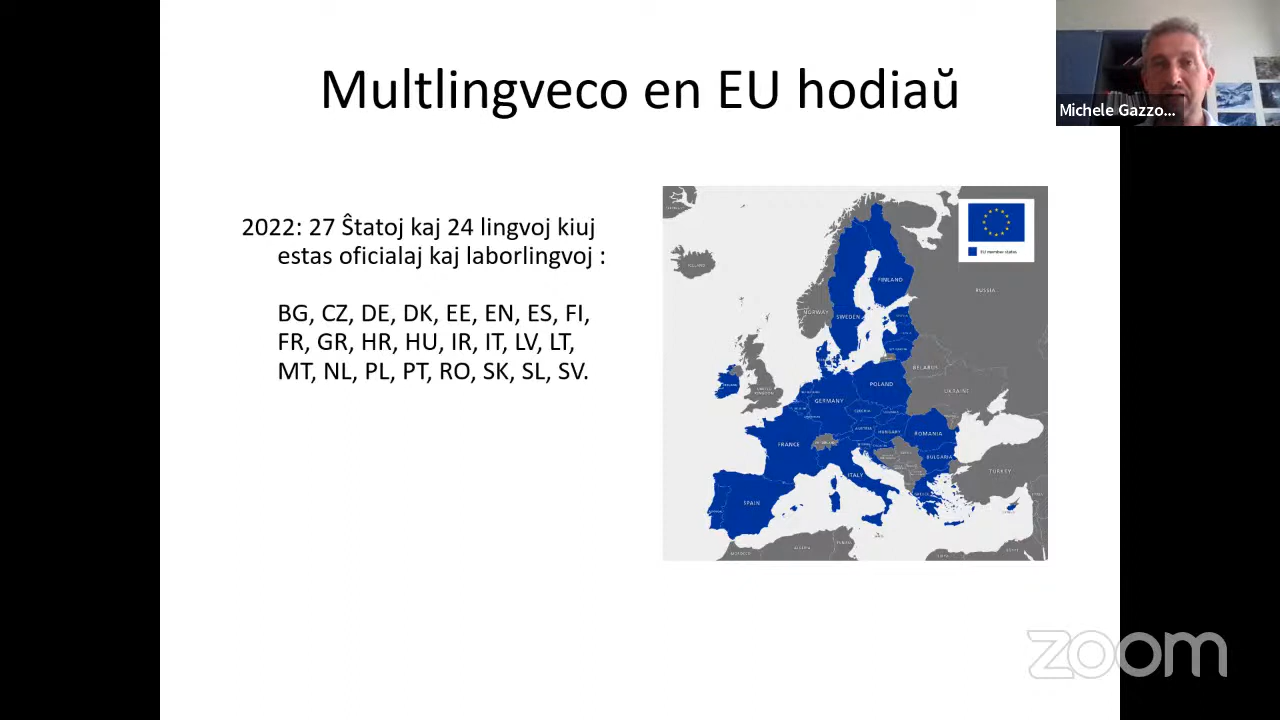 Multlingveco en EU hodiaŭ
Michele Gazzo...
2022: 27 Ŝtatoj kaj 24 lingvoj kiuj
estas oficialaj kaj laborlingvoj :
BG, CZ, DE, DK, EE, EN, ES, FI,
FR, GR, HR, HU, IR, IT, LV, LT,
MT, NL, PL, PT, RO, SK, SL, SV.
EU member states
FINLAND
RUSSIA
NORWAY
SWEDEN
BELARUS
POLAND
UKRAINE
GERMANY
FRANCE
HUNGARY
ROMANIA
BULGARIA
ITALY
TURKEY
SPAIN
zoom